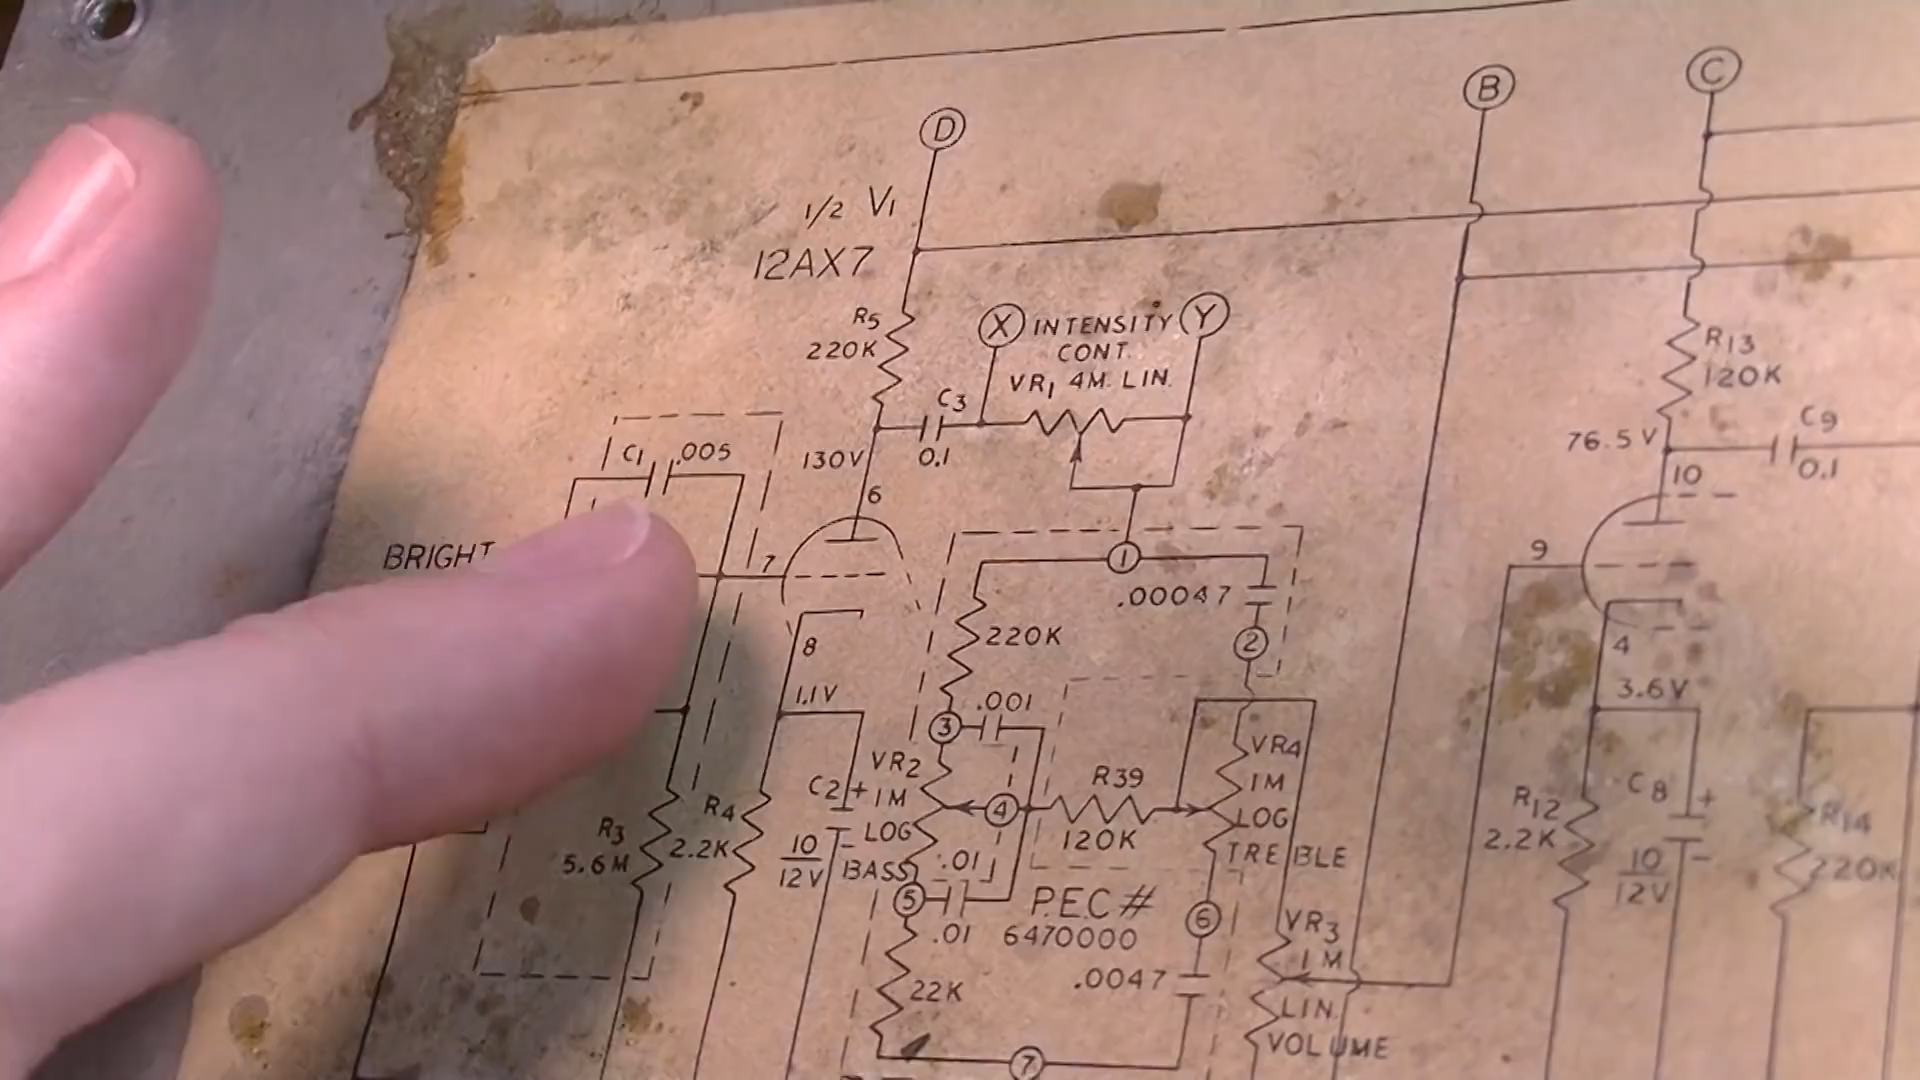 D
B
C
1/2 V1
12AX7
R5
220K
X INTENSITY Y
CONT.
VR1 4M. LIN.
R13
120K
C3
0.1
C1 .005
130V
6
76.5V
C9
0.1
10
BRIGHT
7
9
1
.00047
2
8
220K
4
1.1V
3.6V
.001
3
VR2
1M
LOG
BASS
C2 +
-
10
12V
4
R39
120K
VR4
1M
LOG
TREBLE
R3
5.6M
R4
2.2K
R12
2.2K
C8 +
-
10
12V
R14
220K
.01
5
.01
P.E.C#
6470000
6
VR3
1M
LIN.
VOLUME
.0047
22K
7